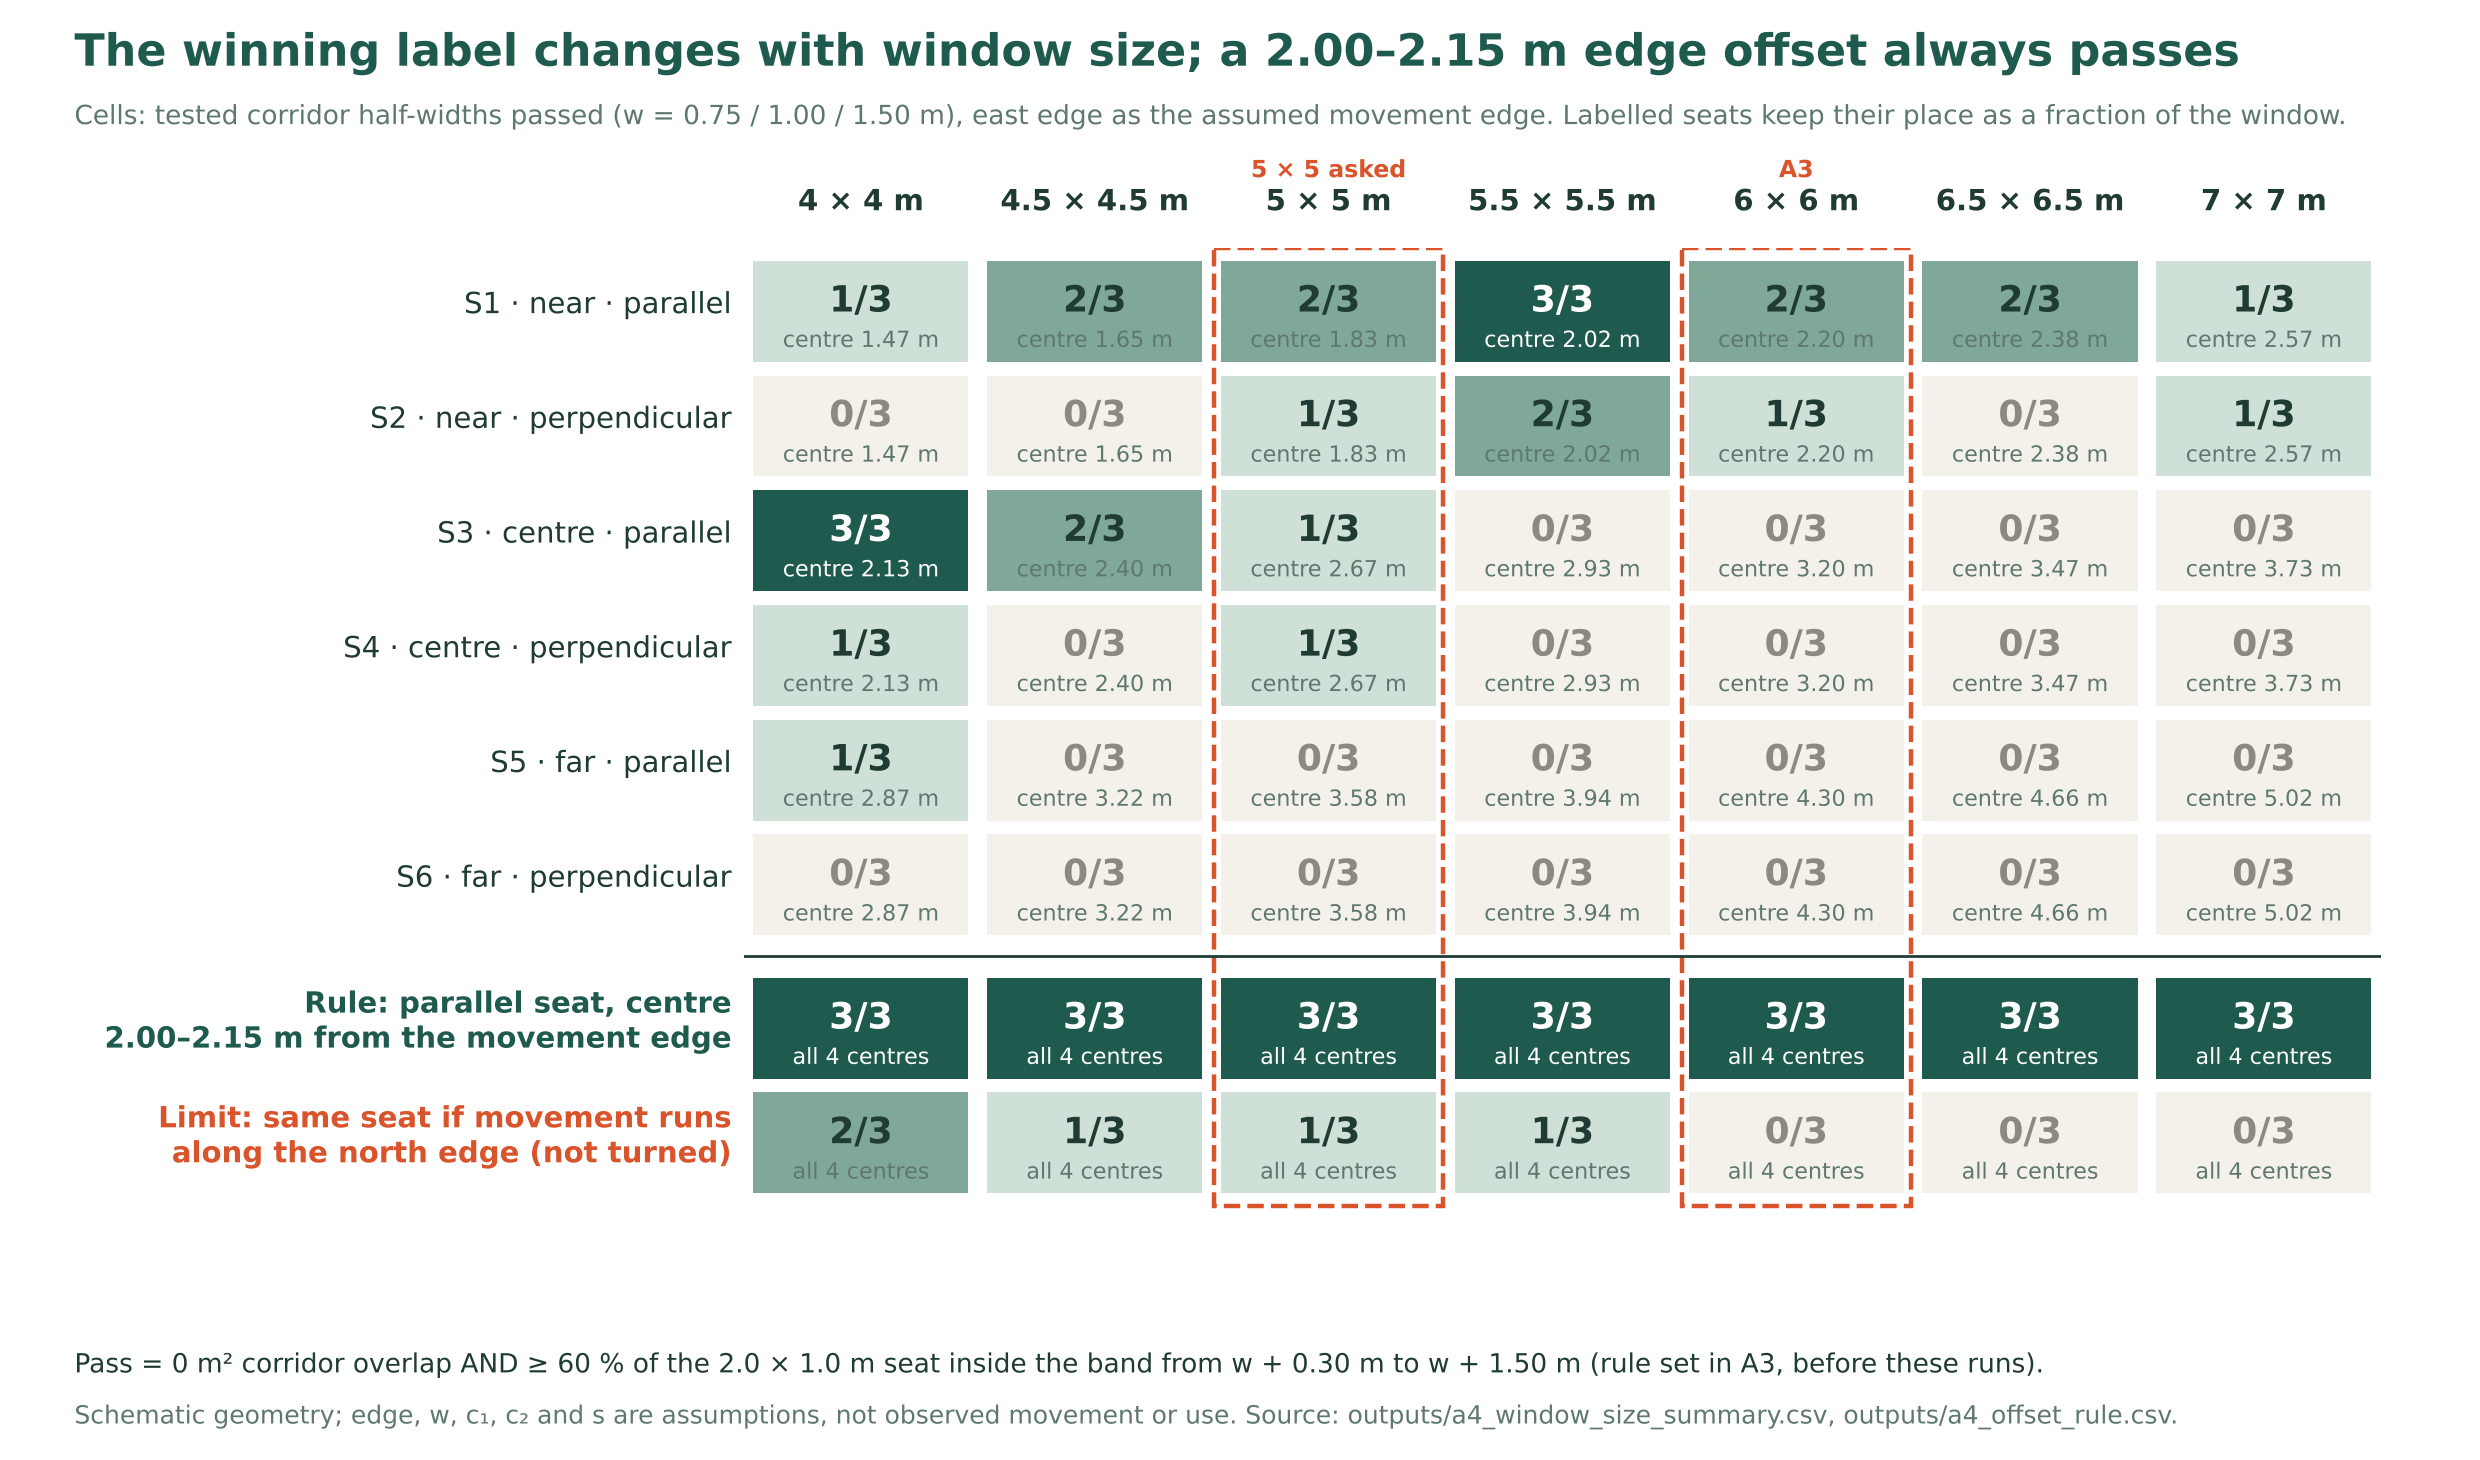 The winning label changes with window size; a 2.00–2.15 m edge offset always passes
Cells: tested corridor half-widths passed (w = 0.75 / 1.00 / 1.50 m), east edge as the assumed movement edge. Labelled seats keep their place as a fraction of the window.
5 × 5 asked A3
4 × 4 m 4.5 × 4.5 m 5 × 5 m 5.5 × 5.5 m 6 × 6 m 6.5 × 6.5 m 7 × 7 m
S1 · near · parallel 1/3 2/3 2/3 3/3 2/3 2/3 1/3
centre 1.47 m centre 1.65 m centre 1.83 m centre 2.02 m centre 2.20 m centre 2.38 m centre 2.57 m
S2 · near · perpendicular 0/3 0/3 1/3 2/3 1/3 0/3 1/3
centre 1.47 m centre 1.65 m centre 1.83 m centre 2.02 m centre 2.20 m centre 2.38 m centre 2.57 m
S3 · centre · parallel 3/3 2/3 1/3 0/3 0/3 0/3 0/3
centre 2.13 m centre 2.40 m centre 2.67 m centre 2.93 m centre 3.20 m centre 3.47 m centre 3.73 m
S4 · centre · perpendicular 1/3 0/3 1/3 0/3 0/3 0/3 0/3
centre 2.13 m centre 2.40 m centre 2.67 m centre 2.93 m centre 3.20 m centre 3.47 m centre 3.73 m
S5 · far · parallel 1/3 0/3 0/3 0/3 0/3 0/3 0/3
centre 2.87 m centre 3.22 m centre 3.58 m centre 3.94 m centre 4.30 m centre 4.66 m centre 5.02 m
S6 · far · perpendicular 0/3 0/3 0/3 0/3 0/3 0/3 0/3
centre 2.87 m centre 3.22 m centre 3.58 m centre 3.94 m centre 4.30 m centre 4.66 m centre 5.02 m
Rule: parallel seat, centre
2.00–2.15 m from the movement edge
3/3 3/3 3/3 3/3 3/3 3/3 3/3
all 4 centres all 4 centres all 4 centres all 4 centres all 4 centres all 4 centres all 4 centres
Limit: same seat if movement runs
along the north edge (not turned)
2/3 1/3 1/3 1/3 0/3 0/3 0/3
all 4 centres all 4 centres all 4 centres all 4 centres all 4 centres all 4 centres all 4 centres
Pass = 0 m² corridor overlap AND ≥ 60 % of the 2.0 × 1.0 m seat inside the band from w + 0.30 m to w + 1.50 m (rule set in A3, before these runs).
Schematic geometry; edge, w, c₁, c₂ and s are assumptions, not observed movement or use. Source: outputs/a4_window_size_summary.csv, outputs/a4_offset_rule.csv.